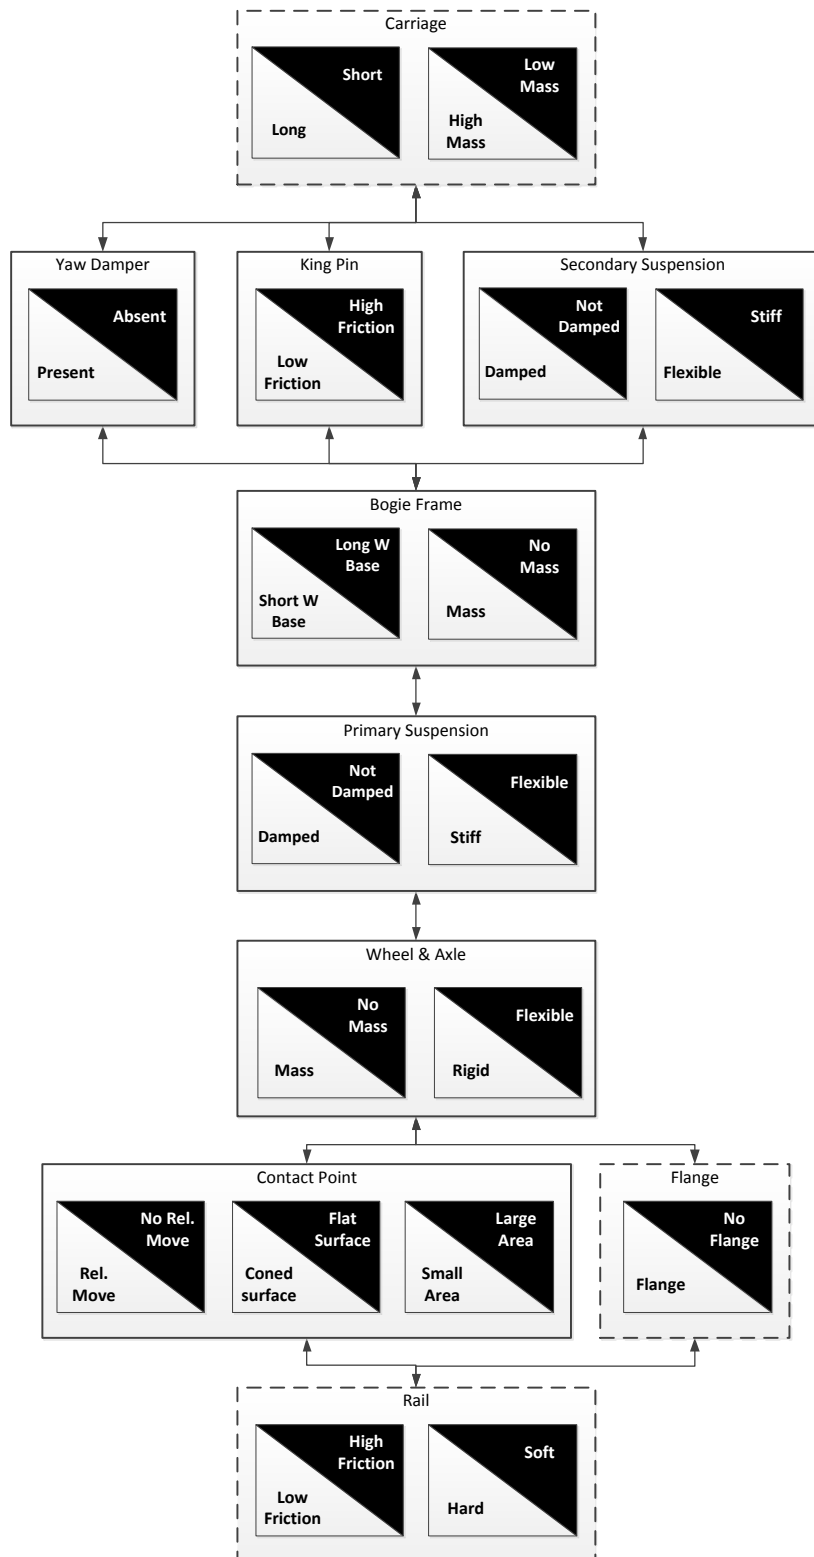 Carriage
Short
Long
Low
Mass
High
Mass
Yaw Damper
Absent
Present
King Pin
High
Friction
Low
Friction
Secondary Suspension
Not
Damped
Damped
Stiff
Flexible
Bogie Frame
Long W
Base
Short W
Base
No
Mass
Mass
Primary Suspension
Not
Damped
Damped
Flexible
Stiff
Wheel & Axle
No
Mass
Mass
Flexible
Rigid
Contact Point
No Rel.
Move
Rel.
Move
Flat
Surface
Coned
surface
Large
Area
Small
Area
Flange
No
Flange
Flange
Rail
High
Friction
Low
Friction
Soft
Hard